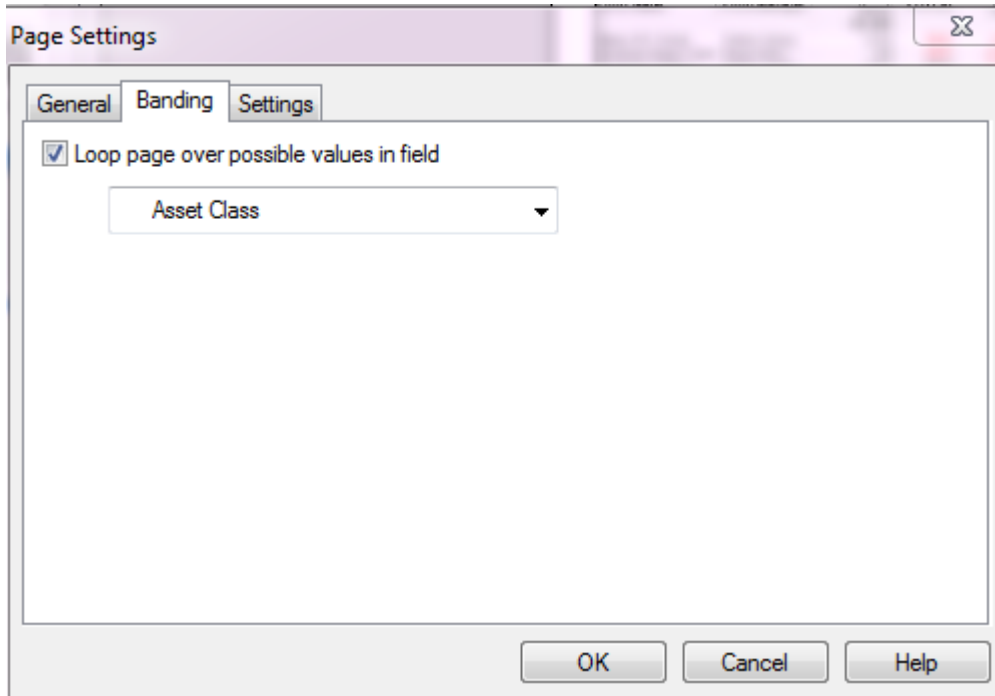 Page Settings
General Banding Settings
Loop page over possible values in field
Asset Class
OK Cancel Help